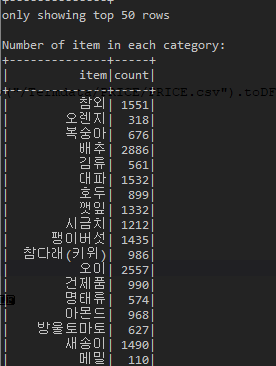 only showing top 50 rows
Number of item in each category:
+--------------+-----+
| item|count|
+--------------+-----+
| 참외| 1551|
| 오렌지| 318|
| 복숭아| 676|
| 배추| 2886|
| 김류| 561|
| 대파| 1532|
| 호두| 899|
| 깻잎| 1332|
| 시금치| 1212|
| 팽이버섯| 1435|
| 참다래(키위)| 986|
| 오이| 2557|
| 건제품| 990|
| 명태류| 574|
| 아몬드| 968|
| 방울토마토| 627|
| 새송이| 1490|
| 메밀| 110|